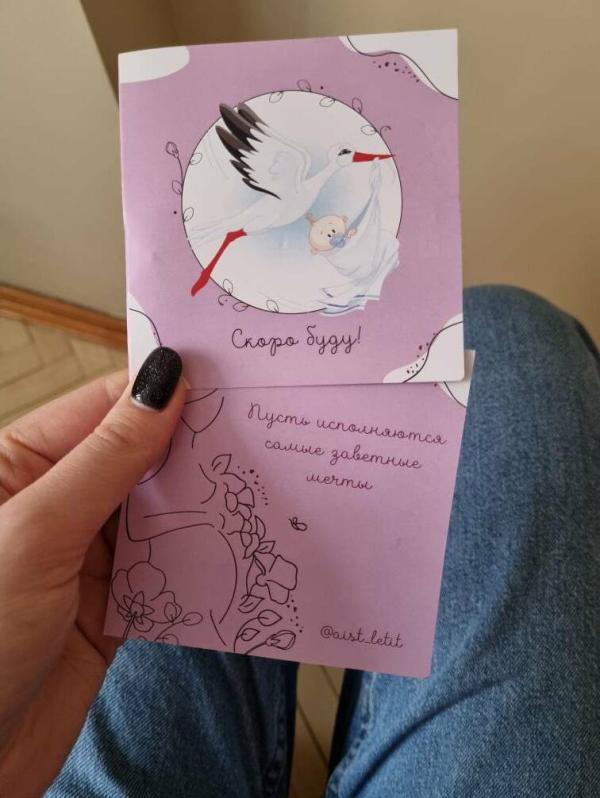 Скоро буду!
Пусть исполняются
самые заветные
мечты
@aist_letit